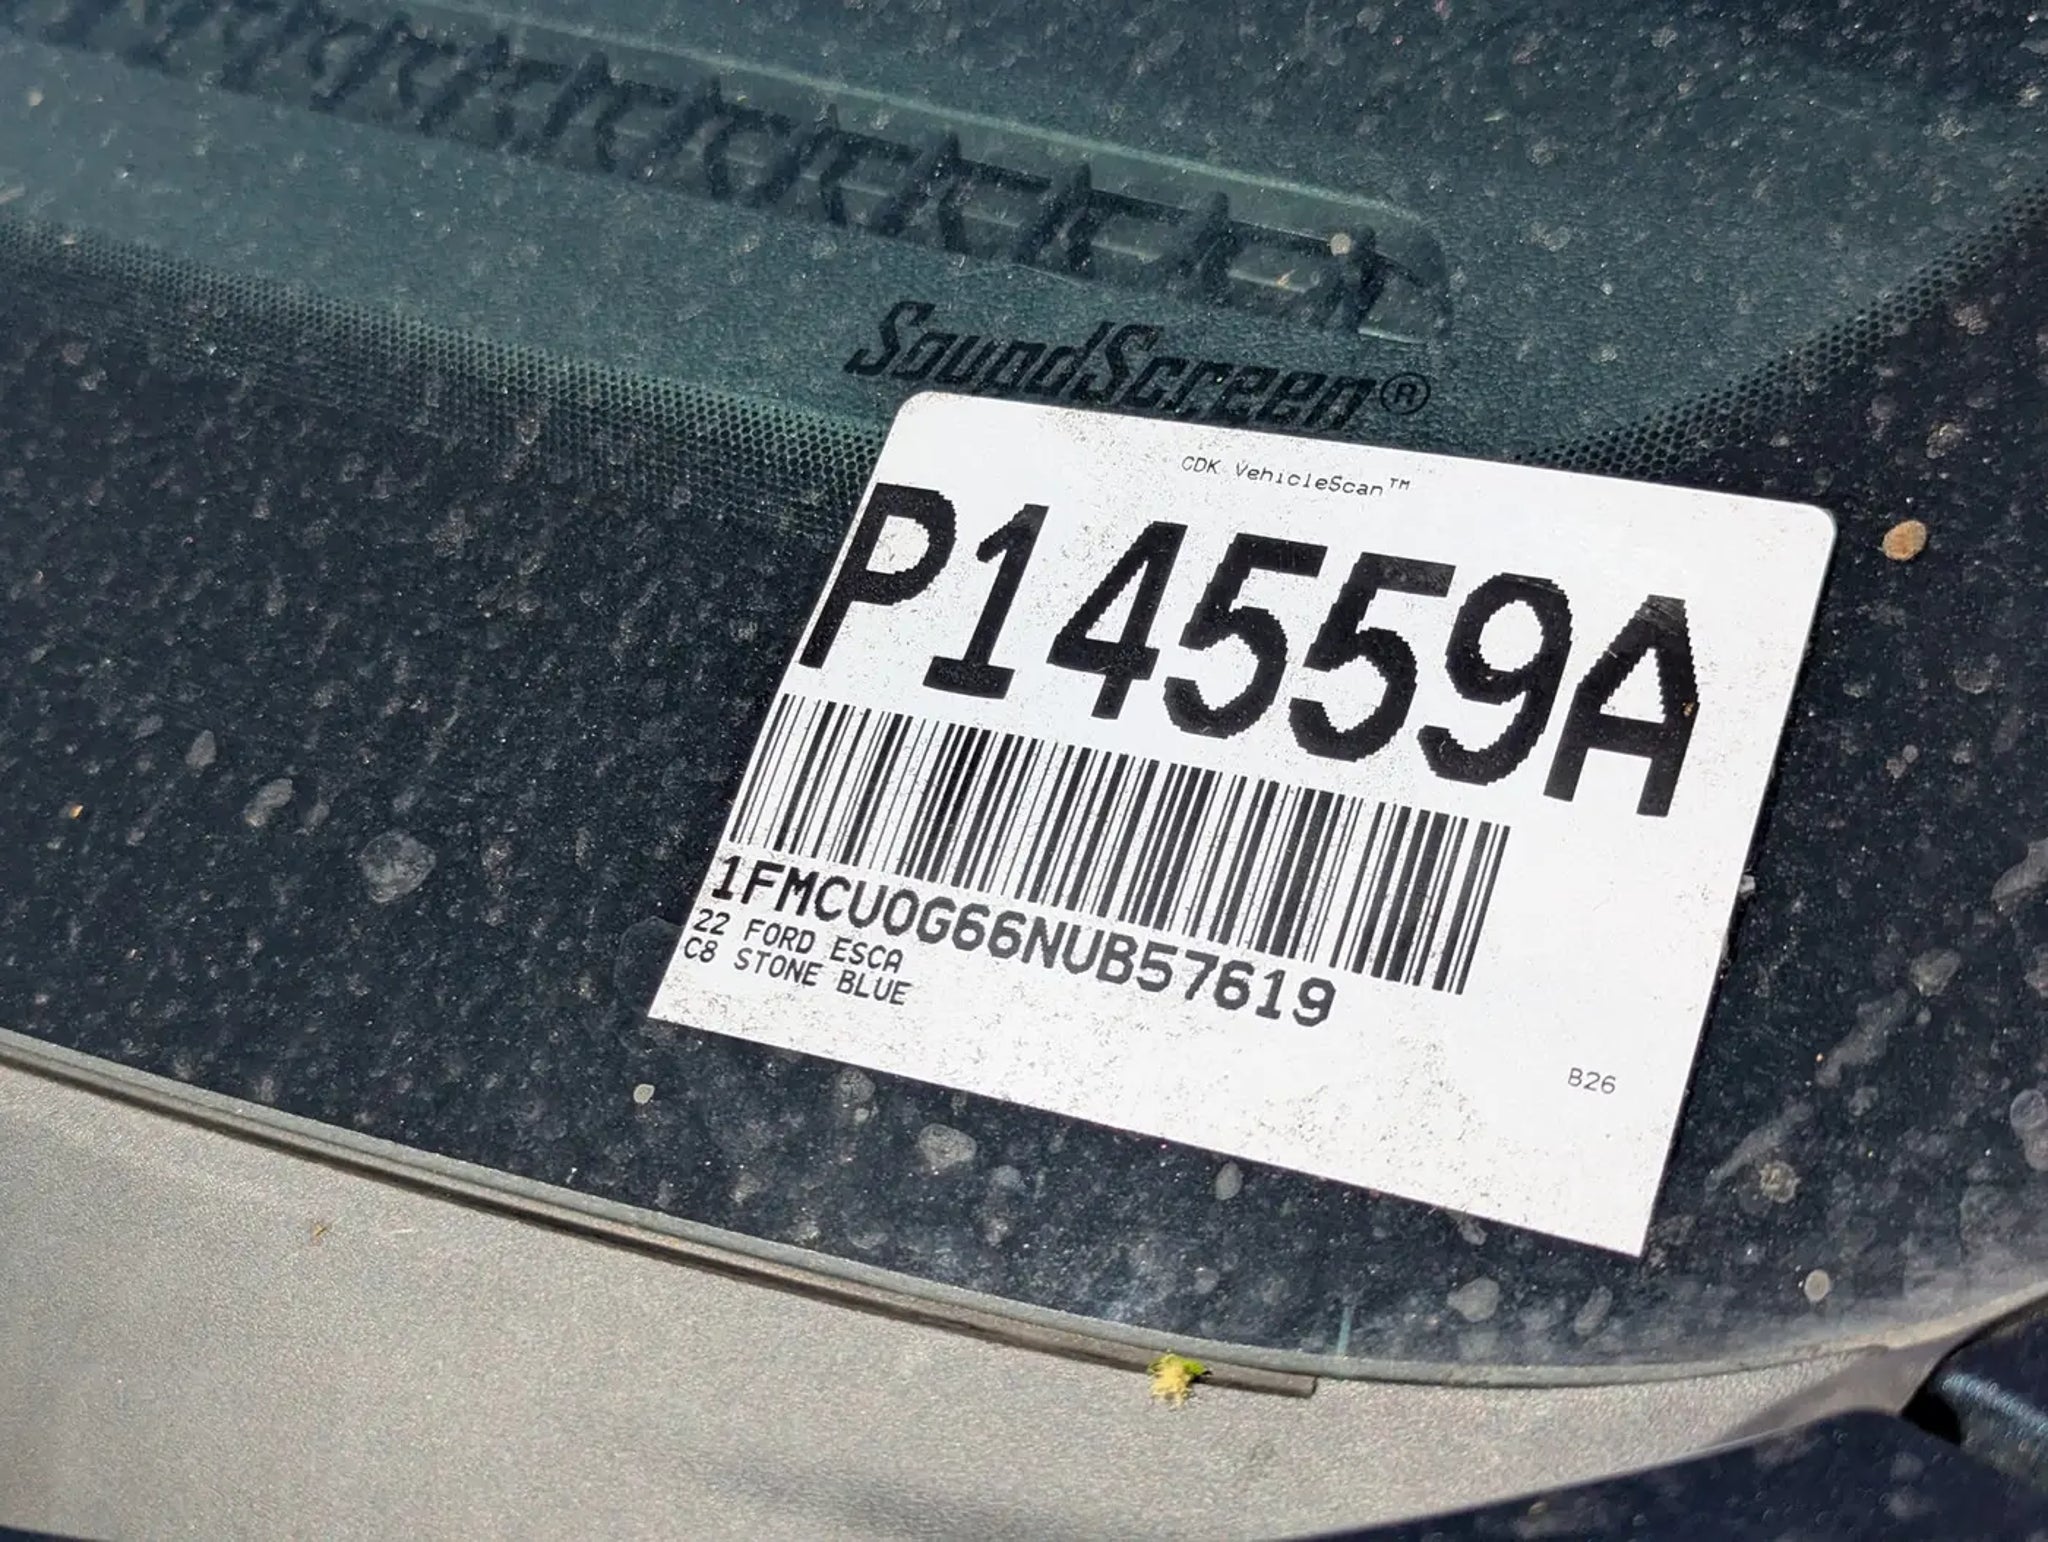 SoundScreen®
CDK VehicleScan™
P14559A
1FMCU0G66NUB57619
22 FORD ESCA
C8 STONE BLUE
B26